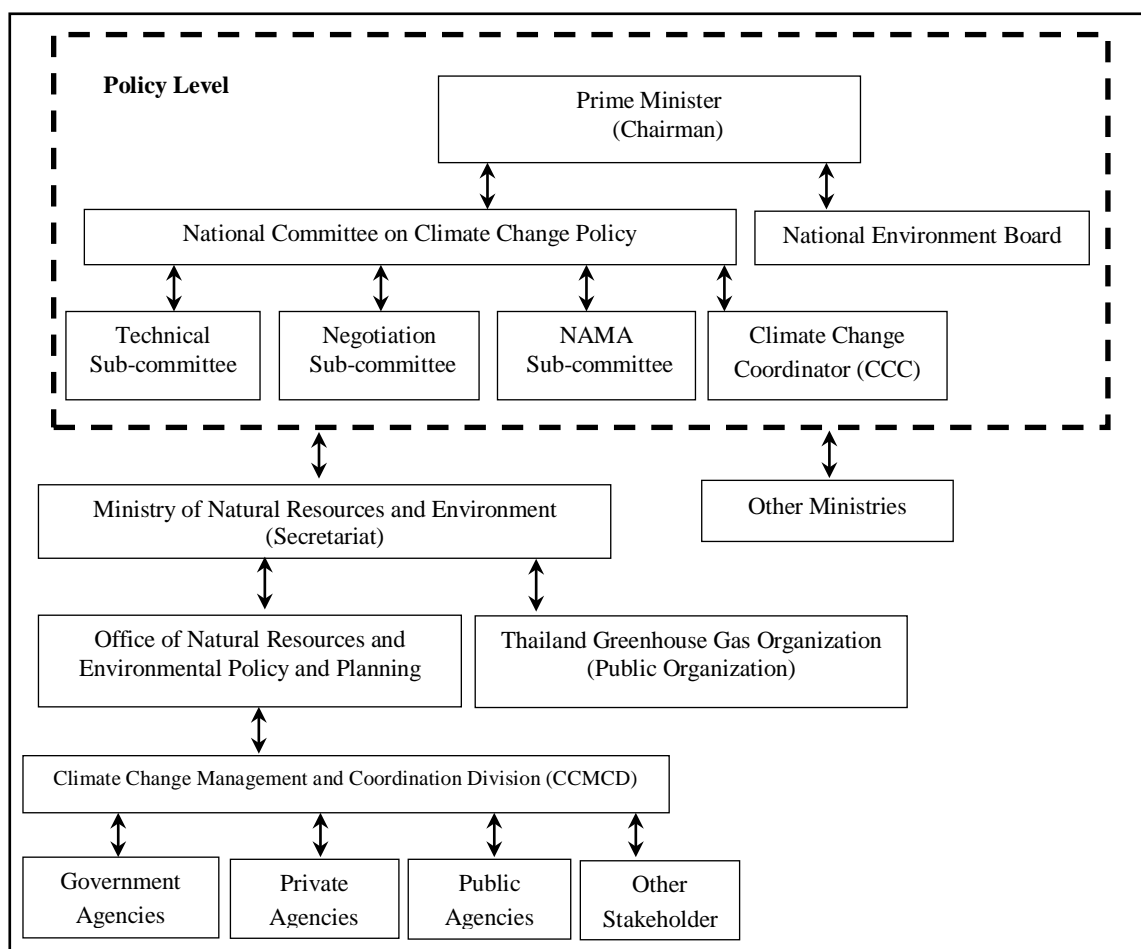 Policy Level
Prime Minister
(Chairman)
National Committee on Climate Change Policy
National Environment Board
Technical
Sub-committee
Negotiation
Sub-committee
NAMA
Sub-committee
Climate Change
Coordinator (CCC)
Ministry of Natural Resources and Environment
(Secretariat)
Other Ministries
Office of Natural Resources and
Environmental Policy and Planning
Thailand Greenhouse Gas Organization
(Public Organization)
Climate Change Management and Coordination Division (CCMCD)
Government
Agencies
Private
Agencies
Public
Agencies
Other
Stakeholder